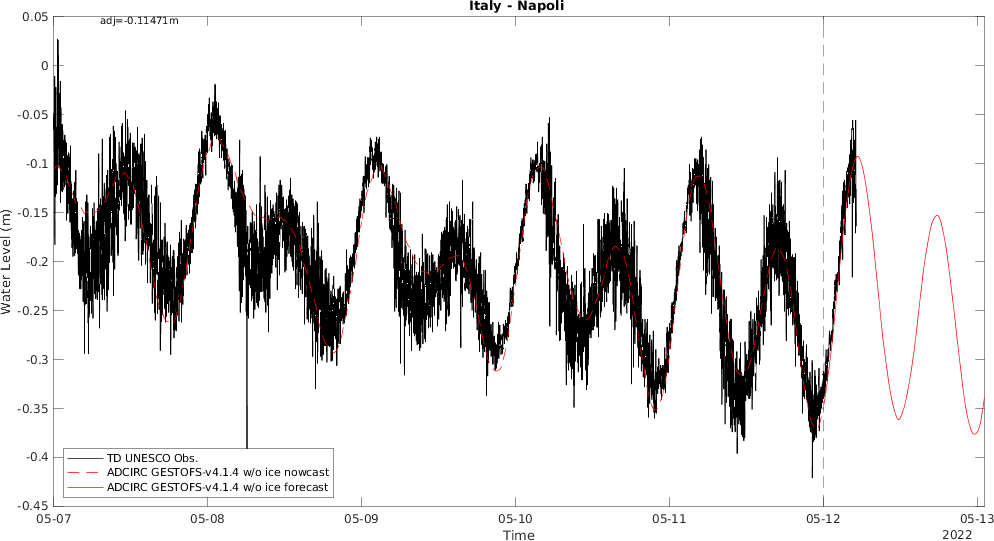 Italy - Napoli
adj=-0.11471m
0.05
0
-0.05
-0.1
-0.15
-0.2
-0.25
-0.3
-0.35
-0.4
-0.45
Water Level (m)
TD UNESCO Obs.
ADCIRC GESTOFS-v4.1.4 w/o ice nowcast
ADCIRC GESTOFS-v4.1.4 w/o ice forecast
05-07 05-08 05-09 05-10 05-11 05-12 05-13
Time
2022